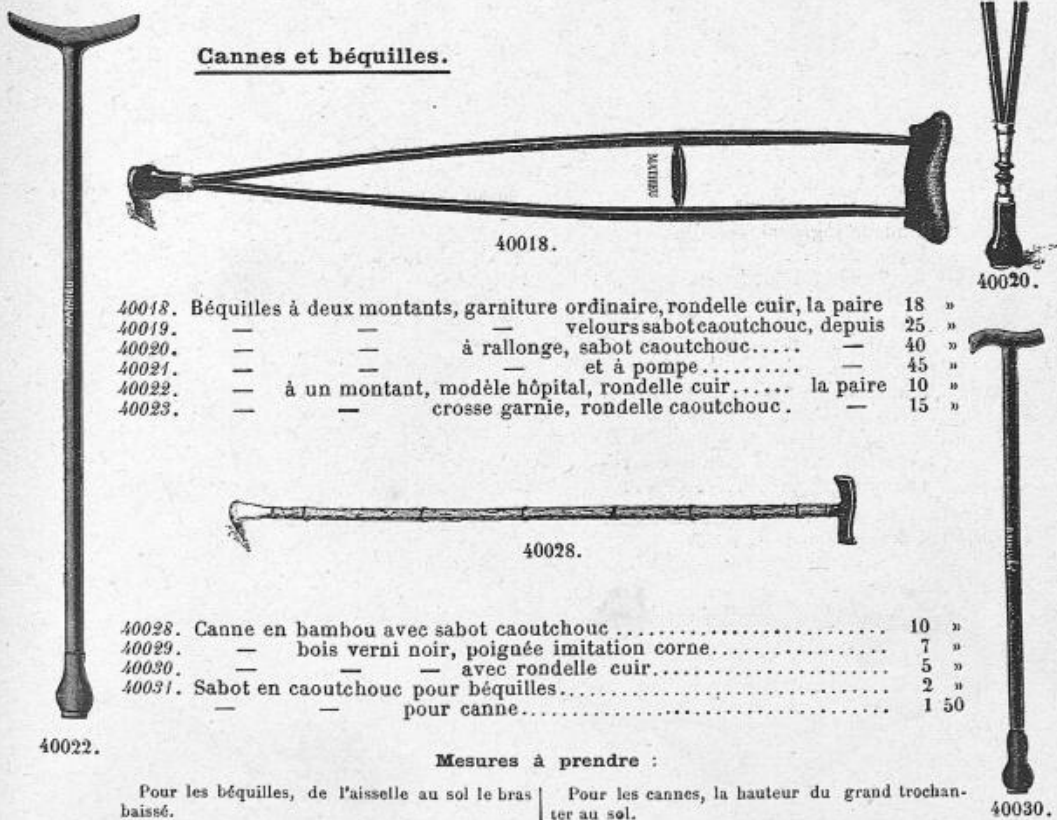 Cannes et béquilles.
MATHIEU
40018.
40020.
MATHIEU
40018. Béquilles à deux montants, garniture ordinaire, rondelle cuir, la paire 18 »
40019. — — — velours sabot caoutchouc, depuis 25 »
40020. — — à rallonge, sabot caoutchouc..... — 40 »
40021. — — — et à pompe.......... — 45 »
40022. — à un montant, modèle hôpital, rondelle cuir...... la paire 10 »
40023. — — crosse garnie, rondelle caoutchouc. — 15 »
40028.
40028. Canne en bambou avec sabot caoutchouc .......................... 10 »
40029. — bois verni noir, poignée imitation corne................. 7 »
40030. — — — avec rondelle cuir....................... 5 »
40031. Sabot en caoutchouc pour béquilles................................ 2 »
— — pour canne................................... 1 50
40022.
40030.
Mesures à prendre :
Pour les béquilles, de l'aisselle au sol le bras
baissé.
Pour les cannes, la hauteur du grand trochan-
ter au sol.